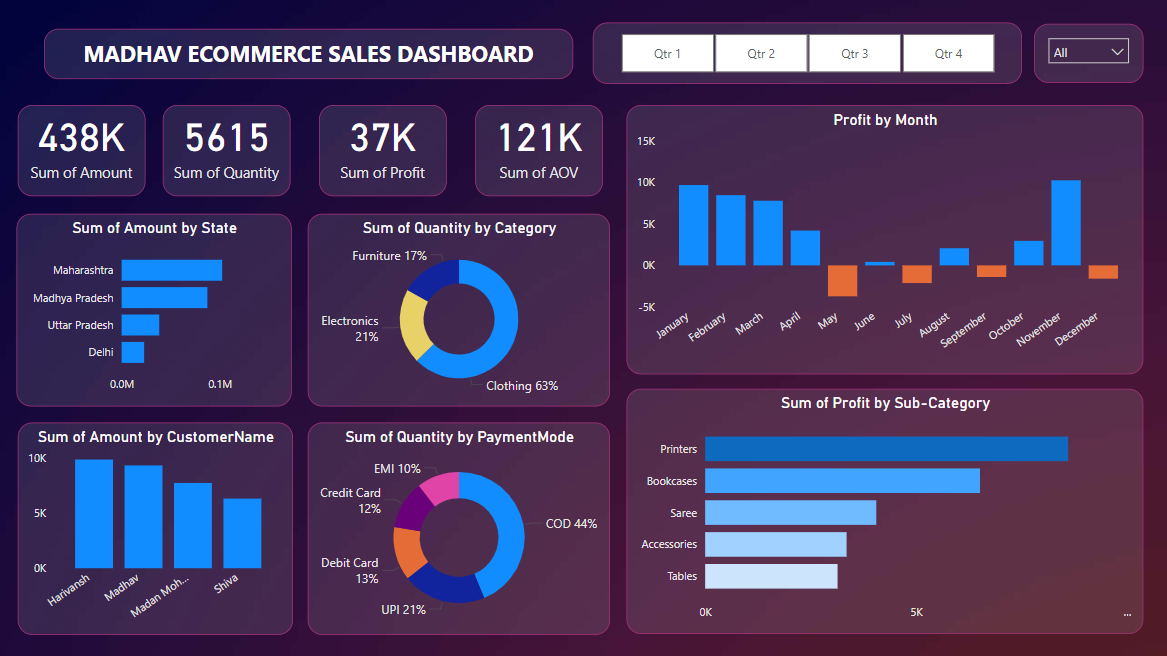 MADHAV ECOMMERCE SALES DASHBOARD
Qtr 1
Qtr 2
Qtr 3
Qtr 4
All
438K
Sum of Amount
5615
Sum of Quantity
37K
Sum of Profit
121K
Sum of AOV
Profit by Month
15K
10K
5K
0K
-5K
January
February
March
April
May
June
July
August
September
October
November
December
Sum of Amount by State
Maharashtra
Madhya Pradesh
Uttar Pradesh
Delhi
0.0M
0.1M
Sum of Quantity by Category
Furniture 17%
Electronics
21%
Clothing 63%
Sum of Profit by Sub-Category
Printers
Bookcases
Saree
Accessories
Tables
0K
5K
...
Sum of Amount by CustomerName
10K
5K
0K
Harivansh
Madhav
Madan Moh...
Shiva
Sum of Quantity by PaymentMode
EMI 10%
Credit Card
12%
COD 44%
Debit Card
13%
UPI 21%